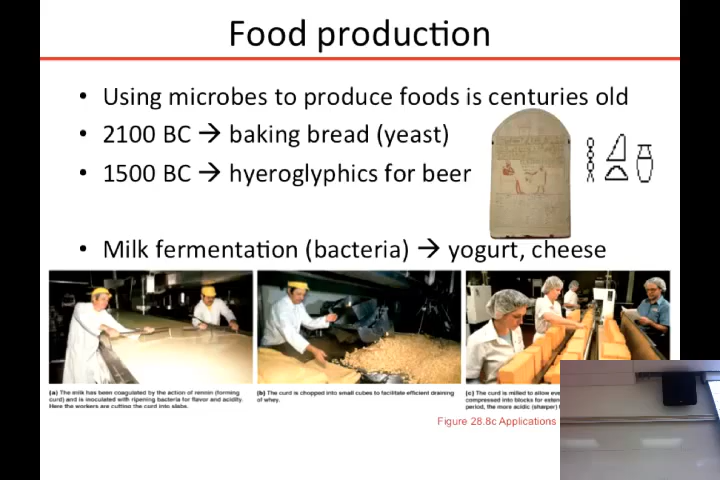 Food production
• Using microbes to produce foods is centuries old
• 2100 BC → baking bread (yeast)
• 1500 BC → hyeroglyphics for beer
• Milk fermentation (bacteria) → yogurt, cheese
(a) The milk has been coagulated by the action of rennin (forming
curd) and is inoculated with ripening bacteria for flavor and acidity.
Here the workers are cutting the curd into slabs.
(b) The curd is chopped into small cubes to facilitate efficient draining
of whey.
(c) The curd is milled to allow
compressed into blocks for
period, the more acidic (sharper)
Figure 28.8c Applications